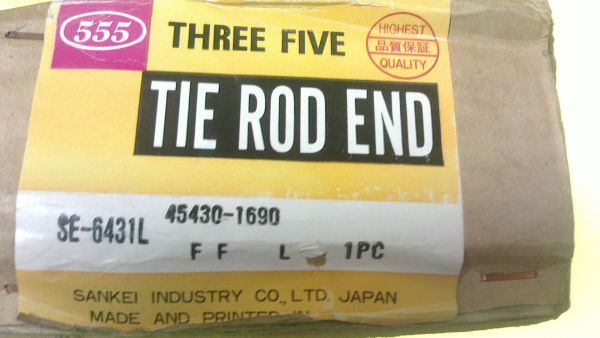 555
THREE FIVE
HIGHEST
品質保証
QUALITY
TIE ROD END
SE-6431L
45430-1690
F F L 1PC
SANKEI INDUSTRY CO., LTD. JAPAN
MADE AND PRINTED IN